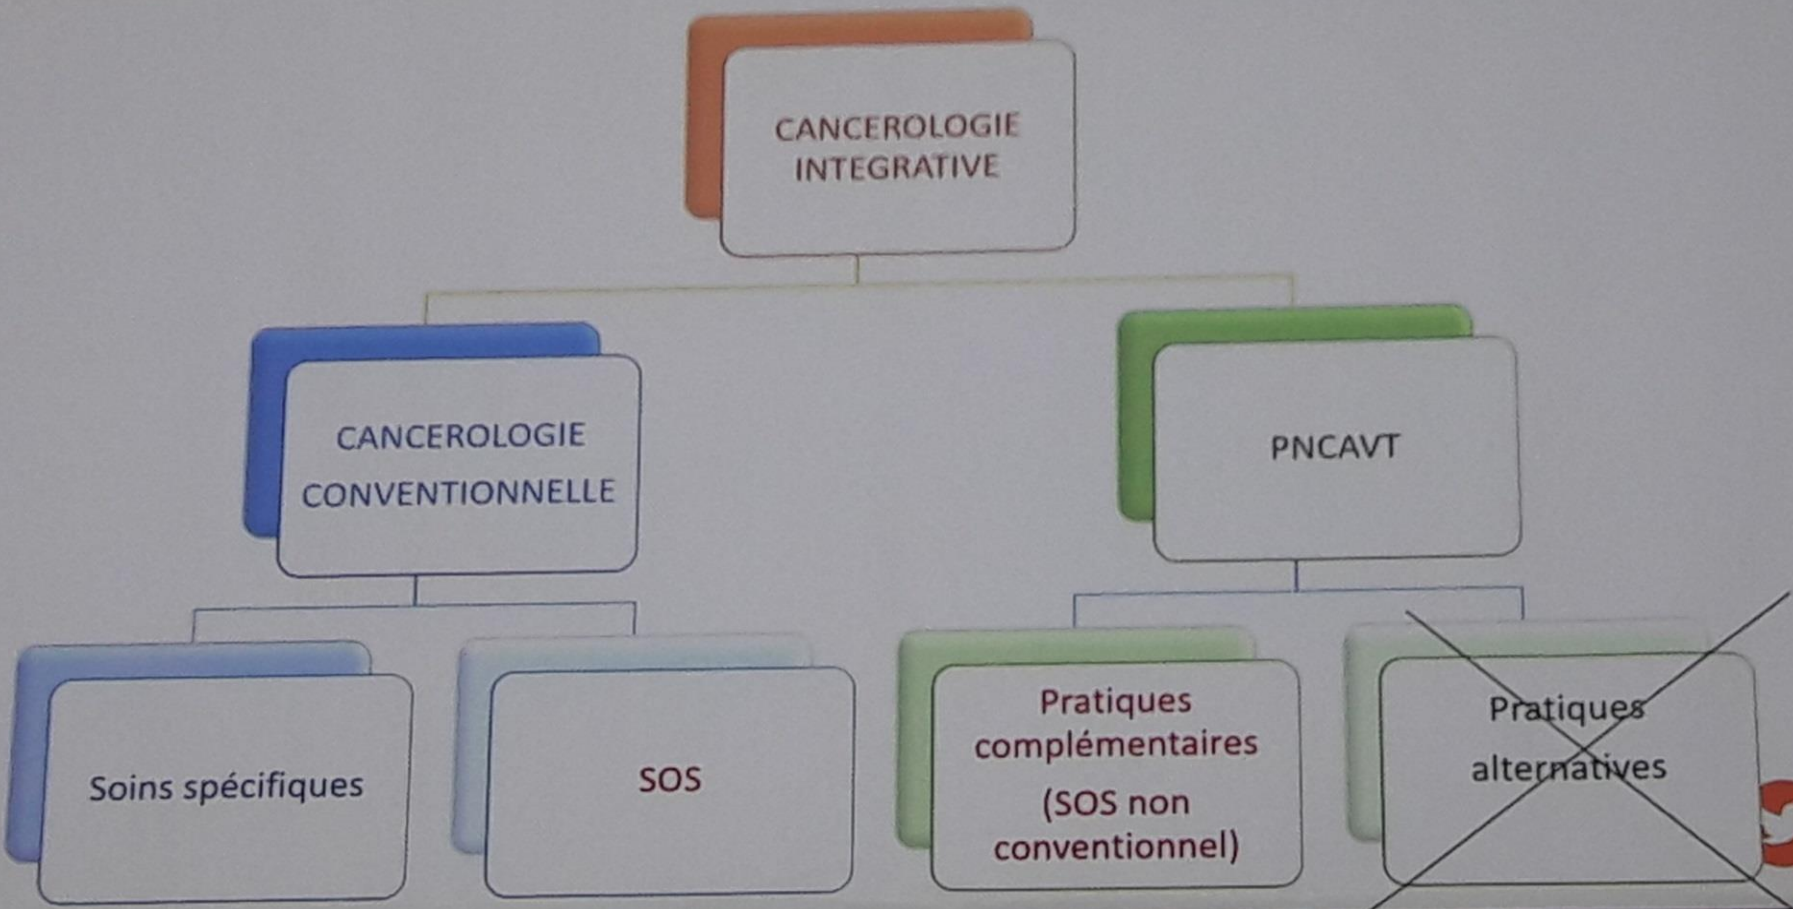 CANCEROLOGIE
INTEGRATIVE
CANCEROLOGIE
CONVENTIONNELLE
PNCAVT
Soins spécifiques
SOS
Pratiques
complémentaires
(SOS non
conventionnel)
Pratiques
alternatives